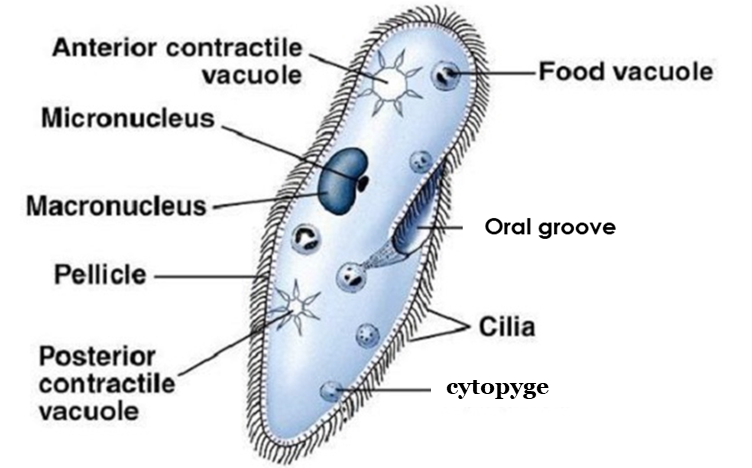 Anterior contractile
vacuole
Food vacuole
Micronucleus
Macronucleus
Oral groove
Pellicle
Cilia
Posterior
contractile
vacuole
cytopyge